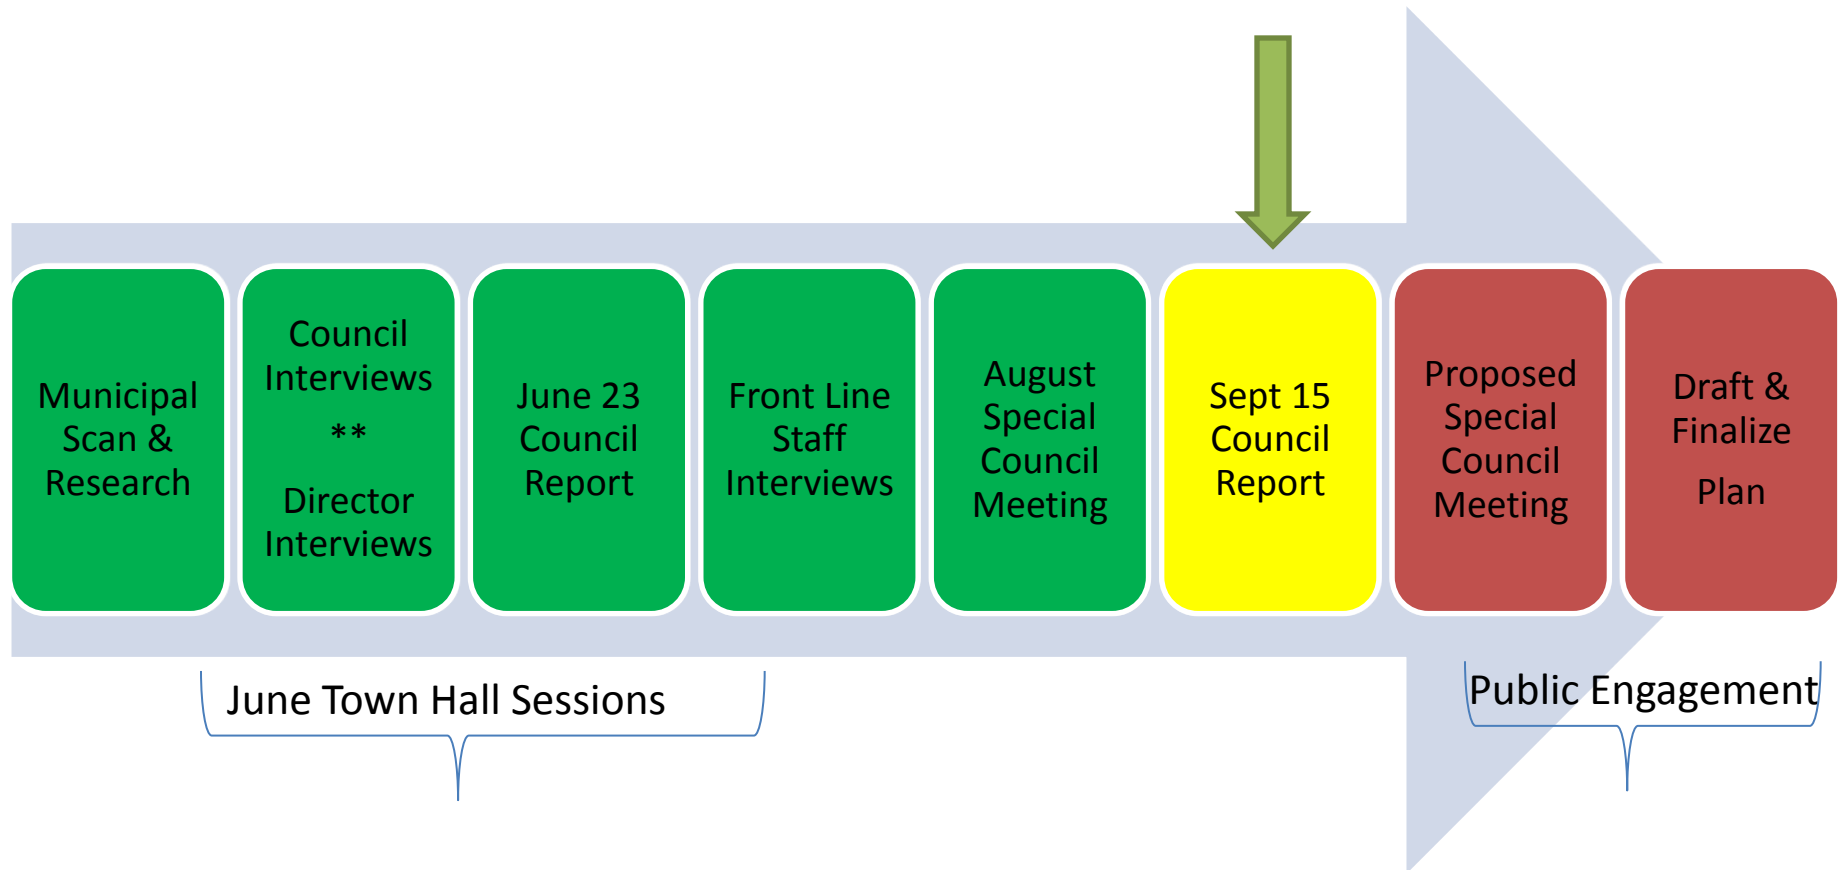 Municipal
Scan &
Research
Council
Interviews
**
Director
Interviews
June 23
Council
Report
Front Line
Staff
Interviews
August
Special
Council
Meeting
Sept 15
Council
Report
Proposed
Special
Council
Meeting
Draft &
Finalize
Plan
June Town Hall Sessions
Public Engagement